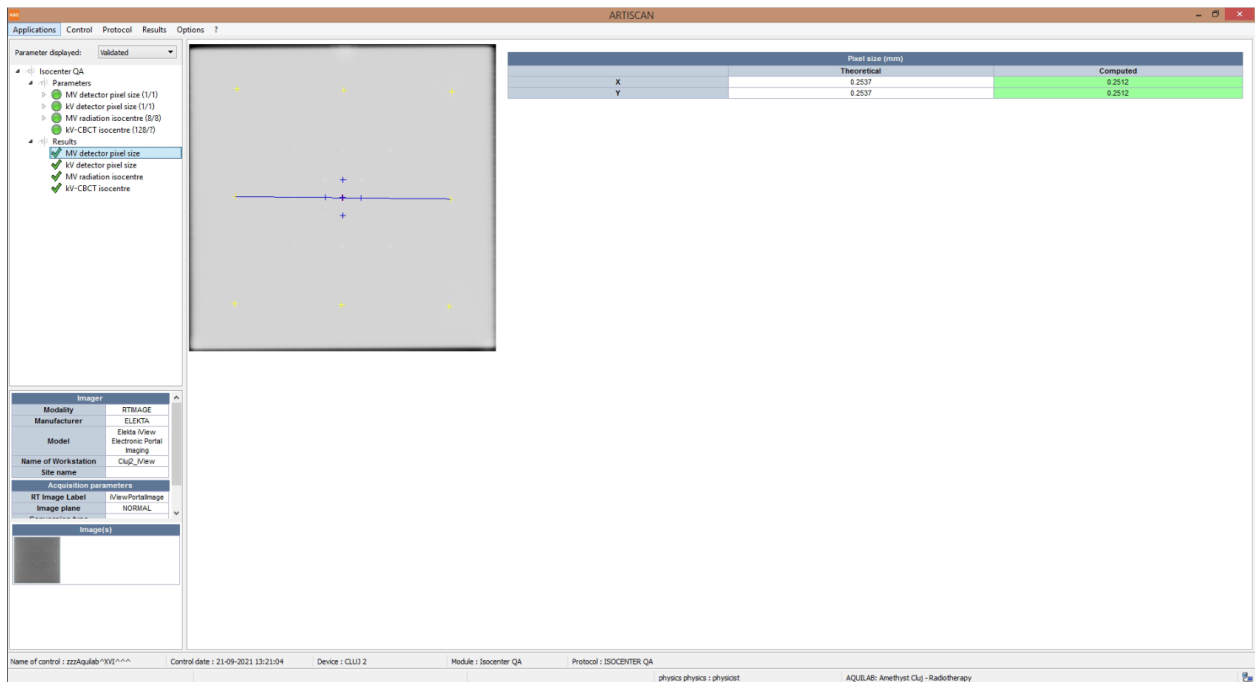 ARTISCAN
Applications Control Protocol Results Options ?
Parameter displayed: Validated
Isocenter QA
Parameters
MV detector pixel size (1/1)
kV detector pixel size (1/1)
MV radiation isocentre (8/8)
kV-CBCT isocentre (128/?)
Results
MV detector pixel size
kV detector pixel size
MV radiation isocentre
kV-CBCT isocentre
Pixel size (mm)
Theoretical Computed
X 0.2537 0.2512
Y 0.2537 0.2512
Imager
Modality RTIMAGE
Manufacturer ELEKTA
Model Elekta iView Electronic Portal Imaging
Name of Workstation Cluj2_iView
Site name
Acquisition parameters
RT Image Label iViewPortalImage
Image plane NORMAL
Image(s)
Name of control : zzzAquilab^XVI^^^ Control date : 21-09-2021 13:21:04 Device : CLUJ 2 Module : Isocenter QA Protocol : ISOCENTER QA
physics physics : physicist AQUILAB: Amethyst Cluj - Radiotherapy